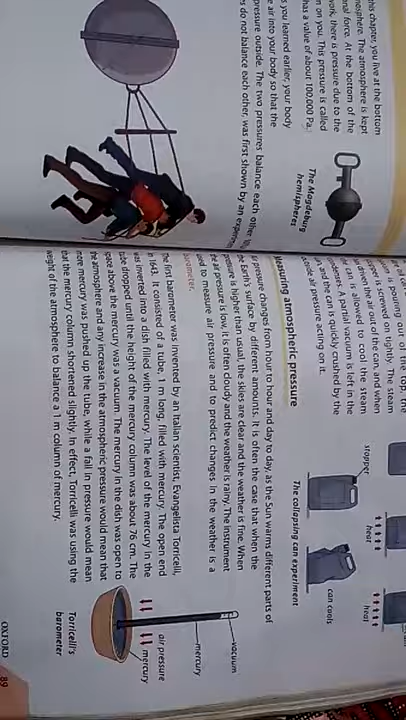 this chapter, you live at the bottom
The atmosphere is kept
force. At the bottom of the
there is pressure due to the
on you. This pressure is called
has a value of about 100,000 Pa.
s you learned earlier, your body
air into your body so that the
pressure outside. The two pressures balance each other
do not balance each other, was first shown by an
The Magdeburg
hemispheres
is pouring out of the top, the
screwed on tightly. The steam
driven the air out of the can, and when
can is allowed to cool the steam
condenses. A partial vacuum is left in the
and the can is quickly crushed by the
air pressure acting on it.
stopper
heat
heat
can cools
The collapsing can experiment
Measuring atmospheric pressure
pressure changes from hour to hour and day to day, as the Sun warms different parts of
the Earth's surface by different amounts. It is often the case that when the
pressure is higher than usual, the skies are clear and the weather is fine. When
the air pressure is low, it is often cloudy and the weather is rainy. The instrument
used to measure air pressure and to predict changes in the weather is a
barometer.
The first barometer was invented by an Italian scientist, Evangelista Torricelli,
in 1643. It consisted of a tube, 1 m long, filled with mercury. The open end
was inverted into a dish filled with mercury. The level of the mercury in the
tube dropped until the height of the mercury column was about 76 cm. The
space above the mercury was a vacuum. The mercury in the dish was open to
the atmosphere and any increase in the atmospheric pressure would mean that
more mercury was pushed up the tube, while a fall in pressure would mean
that the mercury column shortened slightly. In effect, Torricelli was using the
weight of the atmosphere to balance a 1 m column of mercury.
vacuum
mercury
air pressure
mercury
Torricelli's
barometer
OXFORD
89